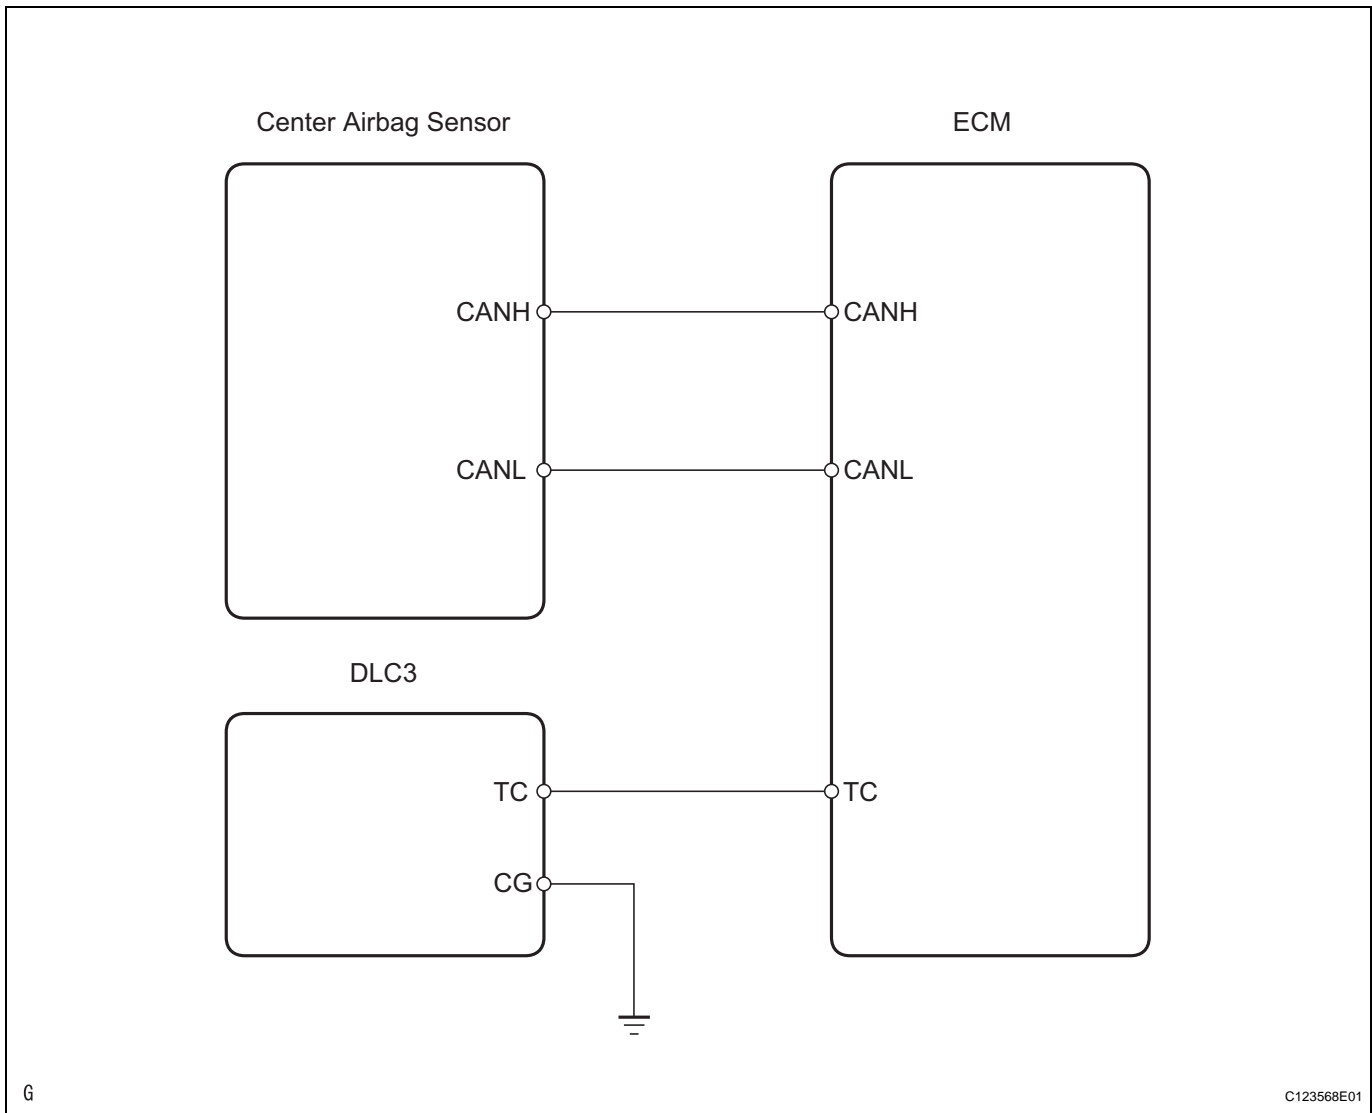 Center Airbag Sensor
ECM
CANH
CANH
CANL
CANL
DLC3
TC
TC
CG
G
C123568E01